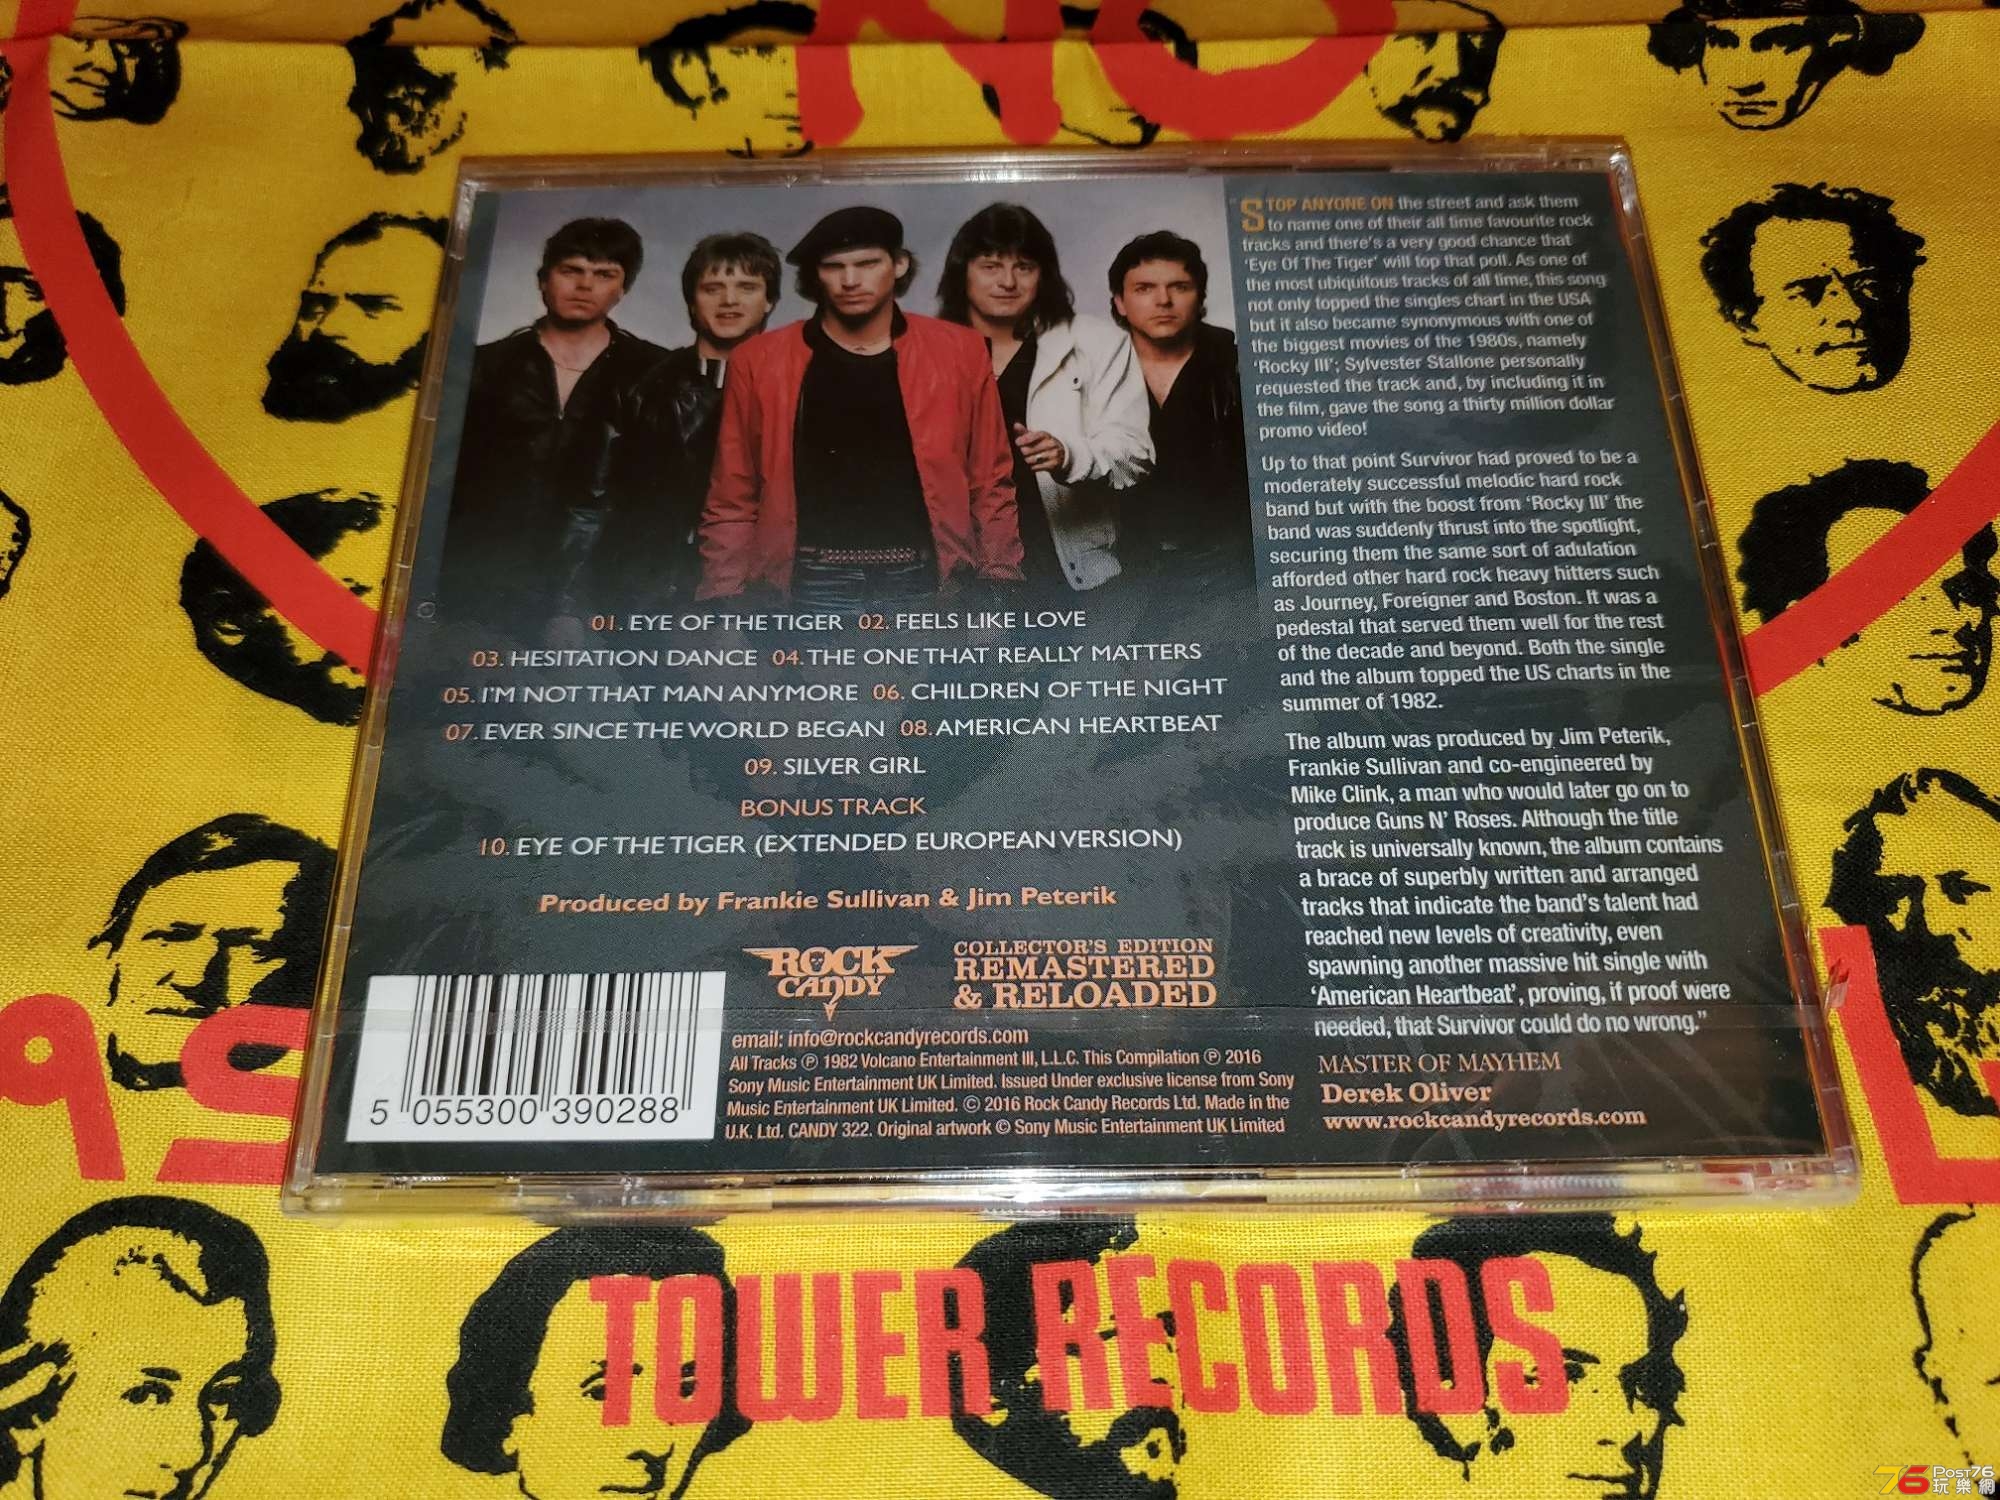 NO
STOP ANYONE ON the street and ask them
to name one of their all time favourite rock
tracks and there's a very good chance that
'Eye Of The Tiger' will top that poll. As one of
the most ubiquitous tracks of all time, this song
not only topped the singles chart in the USA
but it also became synonymous with one of
the biggest movies of the 1980s, namely
'Rocky III'; Sylvester Stallone personally
requested the track and, by including it in
the film, gave the song a thirty million dollar
promo video!
Up to that point Survivor had proved to be a
moderately successful melodic hard rock
band but with the boost from 'Rocky III' the
band was suddenly thrust into the spotlight,
securing them the same sort of adulation
afforded other hard rock heavy hitters such
as Journey, Foreigner and Boston. It was a
pedestal that served them well for the rest
of the decade and beyond. Both the single
and the album topped the US charts in the
summer of 1982.
The album was produced by Jim Peterik,
Frankie Sullivan and co-engineered by
Mike Clink, a man who would later go on to
produce Guns N' Roses. Although the title
track is universally known, the album contains
a brace of superbly written and arranged
tracks that indicate the band's talent had
reached new levels of creativity, even
spawning another massive hit single with
'American Heartbeat', proving, if proof were
needed, that Survivor could do no wrong."
MASTER OF MAYHEM
Derek Oliver
www.rockcandyrecords.com
01. EYE OF THE TIGER 02. FEELS LIKE LOVE
03. HESITATION DANCE 04. THE ONE THAT REALLY MATTERS
05. I'M NOT THAT MAN ANYMORE 06. CHILDREN OF THE NIGHT
07. EVER SINCE THE WORLD BEGAN 08. AMERICAN HEARTBEAT
09. SILVER GIRL
BONUS TRACK
10. EYE OF THE TIGER (EXTENDED EUROPEAN VERSION)
Produced by Frankie Sullivan & Jim Peterik
ROCK
CANDY
COLLECTOR'S EDITION
REMASTERED
& RELOADED
email: info@rockcandyrecords.com
All Tracks ℗ 1982 Volcano Entertainment III, L.L.C. This Compilation ℗ 2016
Sony Music Entertainment UK Limited. Issued Under exclusive license from Sony
Music Entertainment UK Limited. © 2016 Rock Candy Records Ltd. Made in the
U.K. Ltd. CANDY 322. Original artwork © Sony Music Entertainment UK Limited
5 055300 390288
TOWER RECORDS
76 POST76
玩樂網